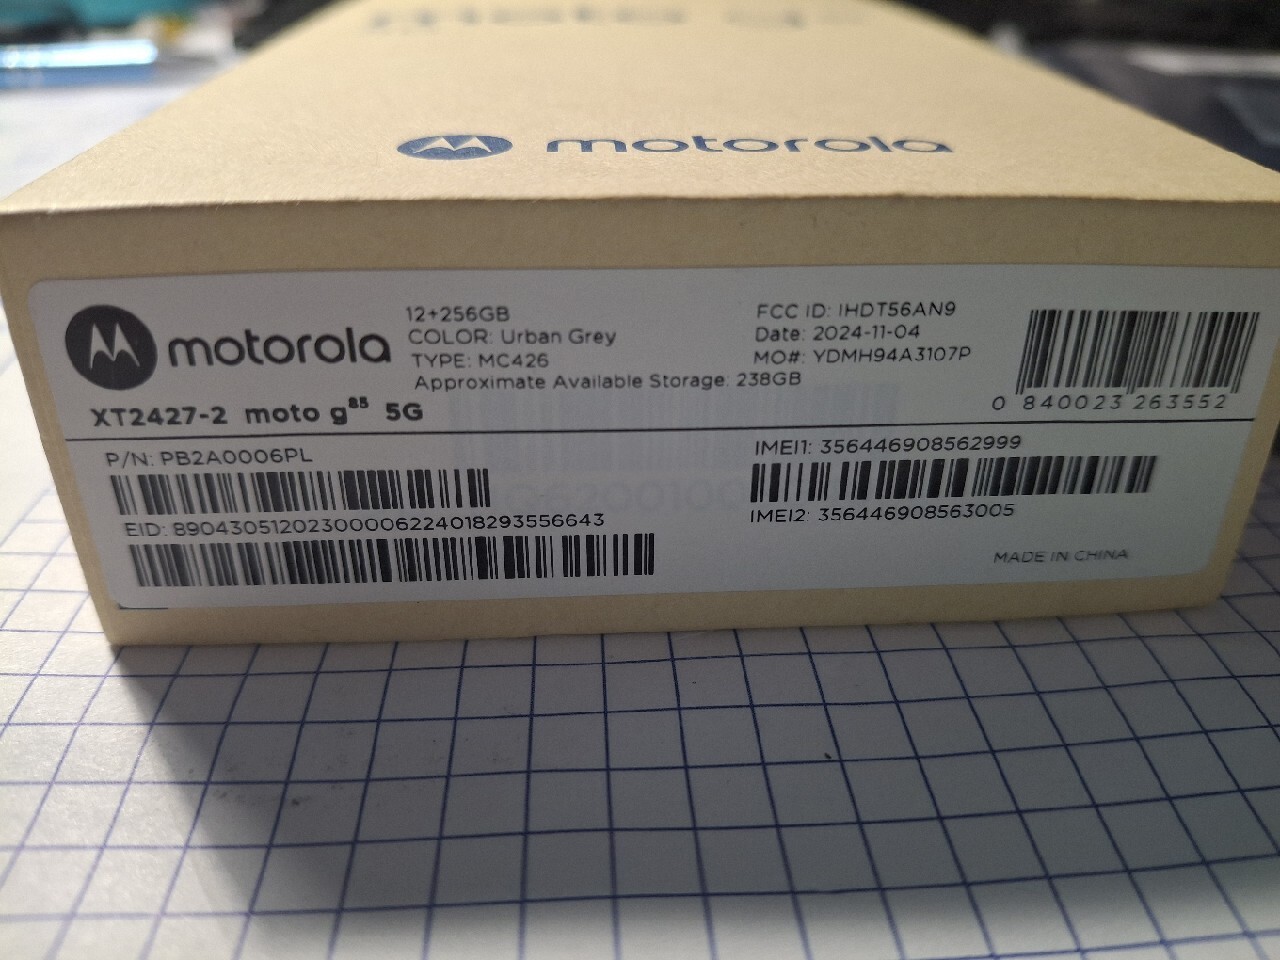 motorola
motorola
12+256GB
COLOR: Urban Grey
TYPE: MC426
Approximate Available Storage: 238GB
XT2427-2 moto g85 5G
FCC ID: IHDT56AN9
Date: 2024-11-04
MO#: YDMH94A3107P
0 840023 263552
P/N: PB2A0006PL
EID: 89043051202300006224018293556643
IMEI1: 356446908562999
IMEI2: 356446908563005
MADE IN CHINA